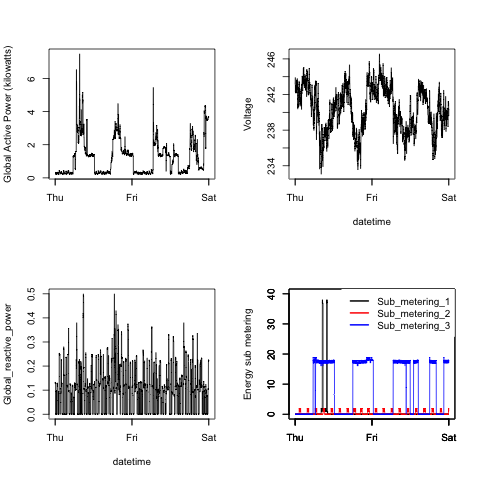 Global Active Power (kilowatts)
0 2 4 6
Thu Fri Sat
Voltage
234 238 242 246
Thu Fri Sat
datetime
Global_reactive_power
0.0 0.1 0.2 0.3 0.4 0.5
Thu Fri Sat
datetime
Energy sub metering
0 10 20 30 40
Sub_metering_1
Sub_metering_2
Sub_metering_3
Thu Fri Sat